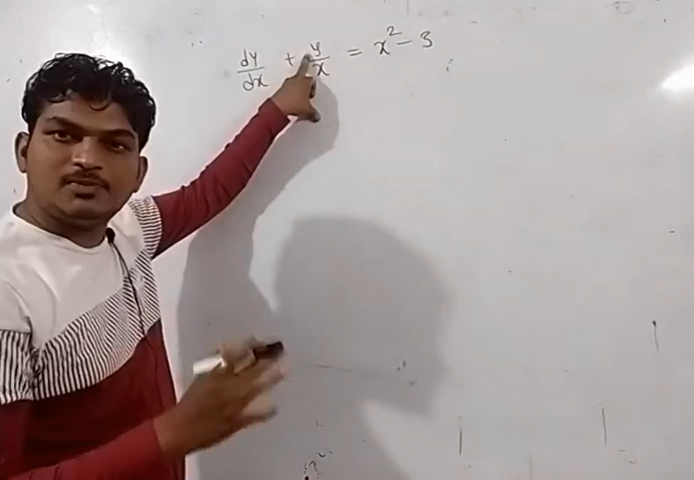 dy/dx + y/x = x² - 3